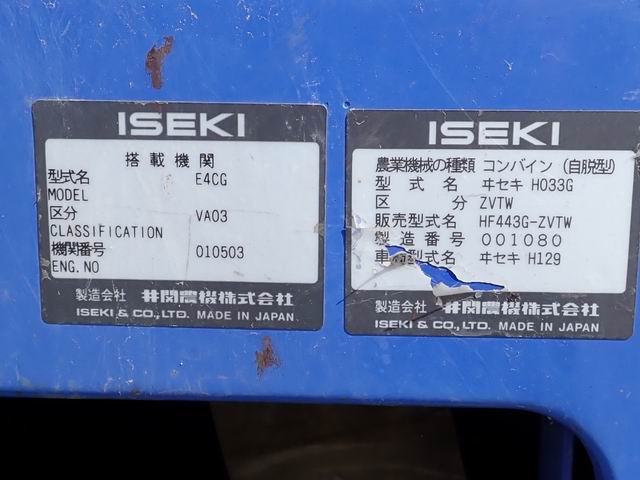 ISEKI
搭載機関
型式名 E4CG
MODEL
区分 VA03
CLASSIFICATION
機関番号 010503
ENG.NO
製造会社 井関農機株式会社
ISEKI & CO., LTD. MADE IN JAPAN
ISEKI
農業機械の種類 コンバイン (自脱型)
型式名 ヰセキ HO33G
区分 ZVTW
販売型式名 HF443G-ZVTW
製造番号 001080
車両型式名 ヰセキ H129
製造会社 井関農機株式会社
ISEKI & CO., LTD. MADE IN JAPAN